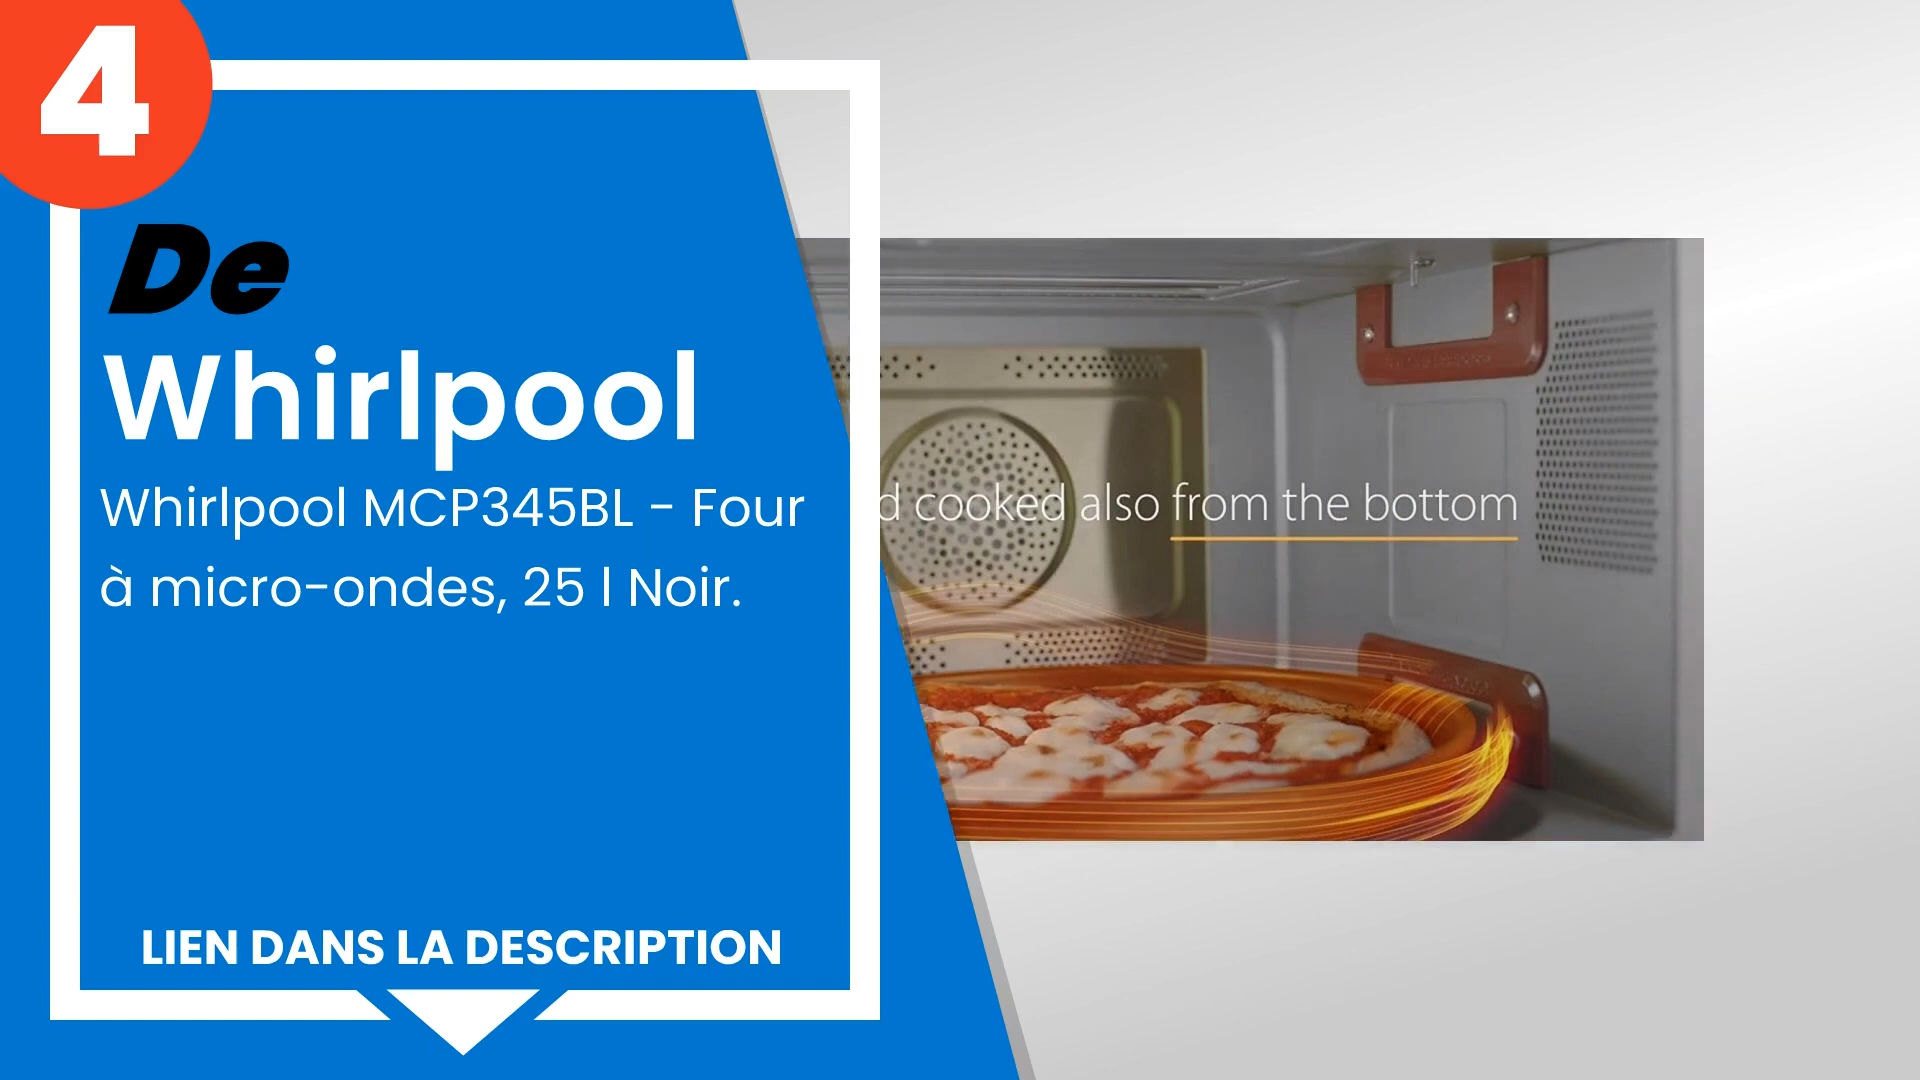 4
De
Whirlpool
Whirlpool MCP345BL - Four
à micro-ondes, 25 l Noir.
d cooked also from the bottom
LIEN DANS LA DESCRIPTION